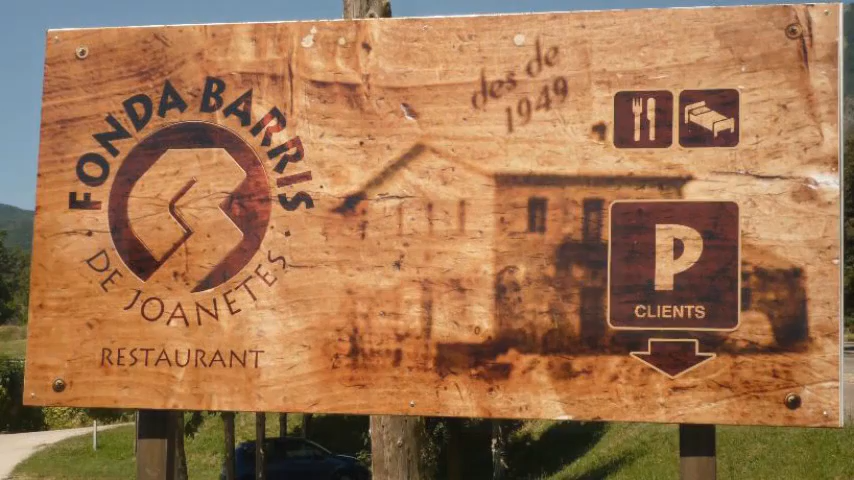 FONDA BARRIS
DE JOANETES
RESTAURANT
des de
1949
P
CLIENTS